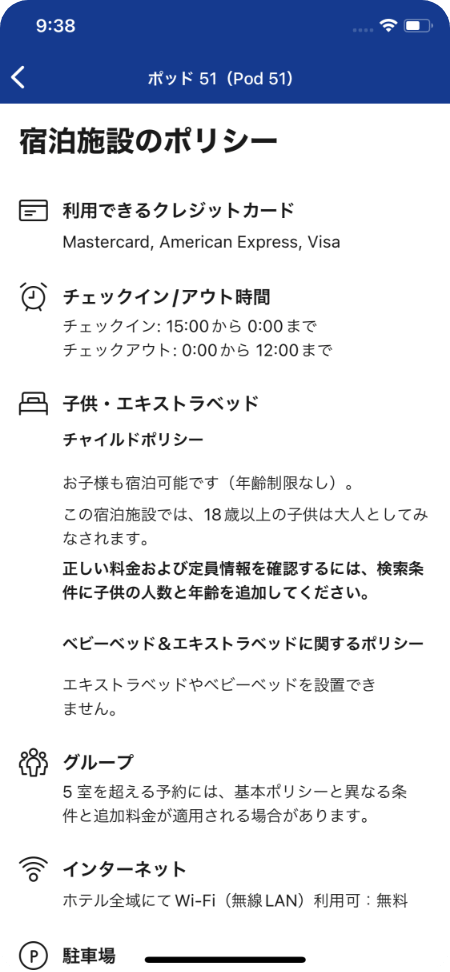 9:38
ポッド 51（Pod 51）
宿泊施設のポリシー
利用できるクレジットカード
Mastercard, American Express, Visa
チェックイン/アウト時間
チェックイン: 15:00から 0:00まで
チェックアウト: 0:00から 12:00まで
子供・エキストラベッド
チャイルドポリシー
お子様も宿泊可能です（年齢制限なし）。
この宿泊施設では、18歳以上の子供は大人としてみ
なされます。
正しい料金および定員情報を確認するには、検索条
件に子供の人数と年齢を追加してください。
ベビーベッド＆エキストラベッドに関するポリシー
エキストラベッドやベビーベッドを設置でき
ません。
グループ
5 室を超える予約には、基本ポリシーと異なる条
件と追加料金が適用される場合があります。
インターネット
ホテル全域にて Wi-Fi（無線LAN）利用可：無料
P 駐車場